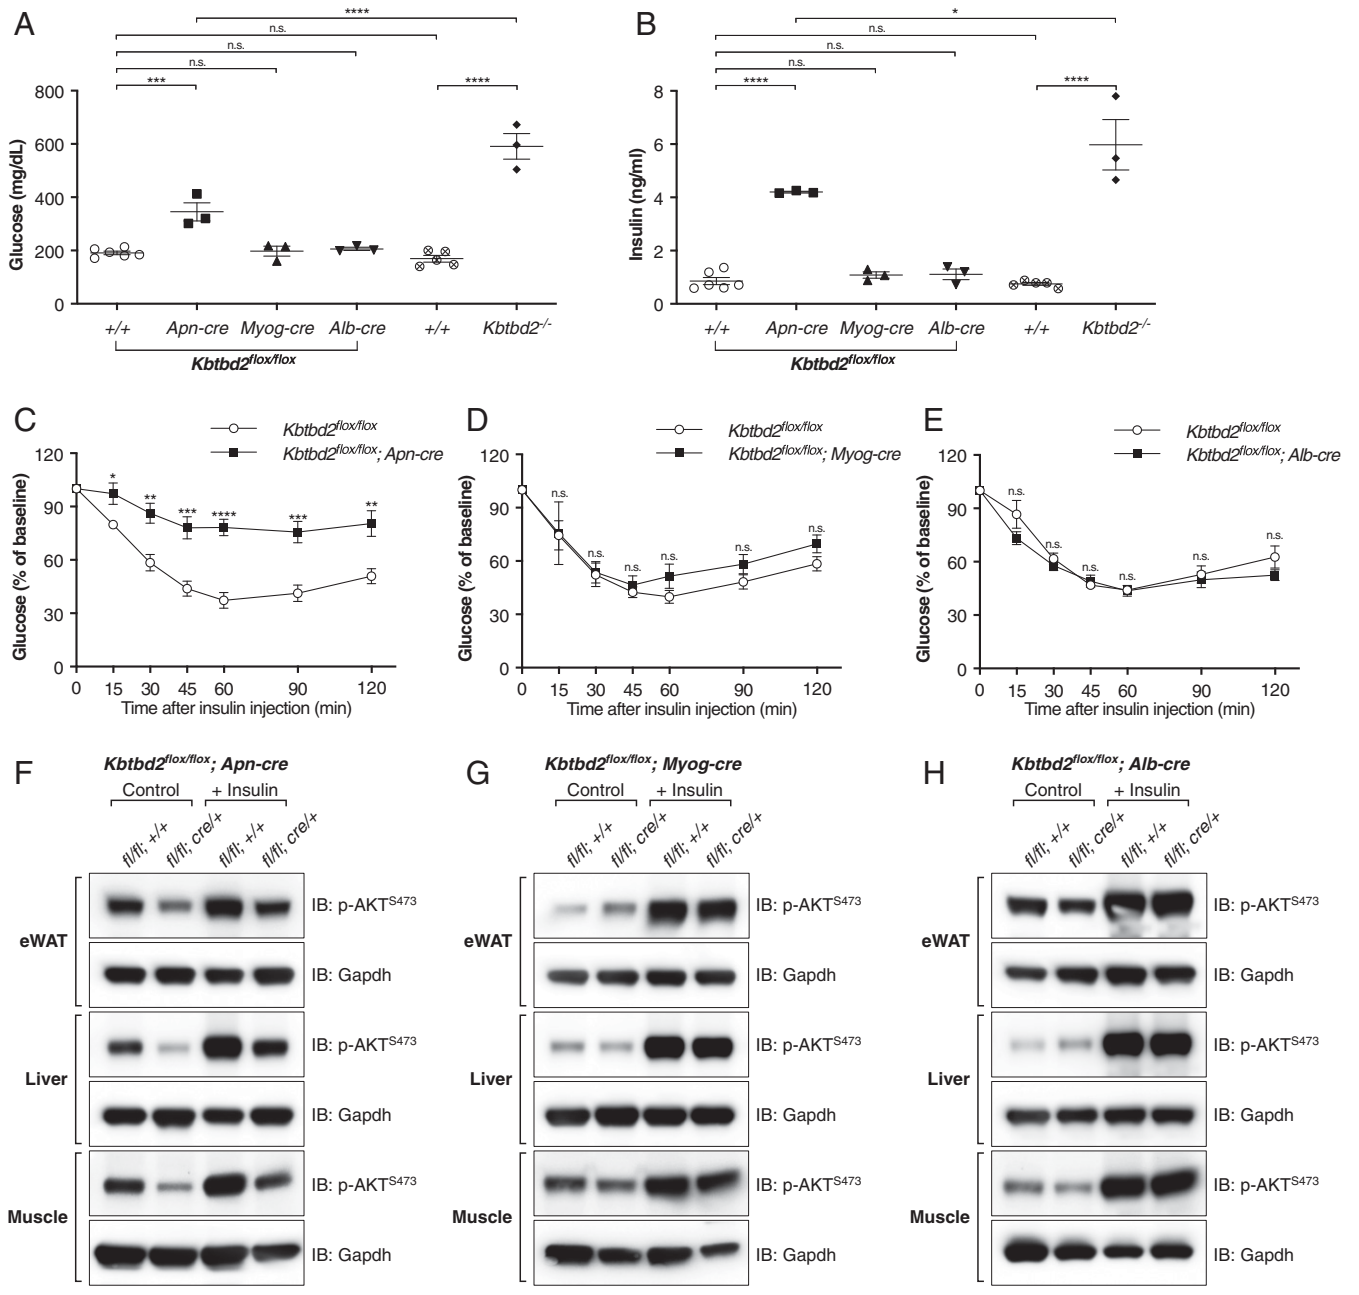 A
****
n.s.
n.s.
n.s.
***
****
800
600
400
200
0
Glucose (mg/dL)
+/+
Apn-cre
Myog-cre
Alb-cre
+/+
Kbtbd2-/-
Kbtbd2flox/flox
B
*
n.s.
n.s.
n.s.
****
****
8
6
4
2
0
Insulin (ng/ml)
+/+
Apn-cre
Myog-cre
Alb-cre
+/+
Kbtbd2-/-
Kbtbd2flox/flox
C
Kbtbd2flox/flox
Kbtbd2flox/flox; Apn-cre
120
90
60
30
0
Glucose (% of baseline)
*
**
***
****
***
**
0 15 30 45 60 90 120
Time after insulin injection (min)
D
Kbtbd2flox/flox
Kbtbd2flox/flox; Myog-cre
120
90
60
30
0
Glucose (% of baseline)
n.s.
n.s.
n.s.
n.s.
n.s.
n.s.
0 15 30 45 60 90 120
Time after insulin injection (min)
E
Kbtbd2flox/flox
Kbtbd2flox/flox; Alb-cre
120
90
60
30
0
Glucose (% of baseline)
n.s.
n.s.
n.s.
n.s.
n.s.
n.s.
0 15 30 45 60 90 120
Time after insulin injection (min)
F
Kbtbd2flox/flox; Apn-cre
Control + Insulin
fl/fl; +/+
fl/fl; cre/+
fl/fl; +/+
fl/fl; cre/+
eWAT
IB: p-AKTS473
IB: Gapdh
Liver
IB: p-AKTS473
IB: Gapdh
Muscle
IB: p-AKTS473
IB: Gapdh
G
Kbtbd2flox/flox; Myog-cre
Control + Insulin
fl/fl; +/+
fl/fl; cre/+
fl/fl; +/+
fl/fl; cre/+
eWAT
IB: p-AKTS473
IB: Gapdh
Liver
IB: p-AKTS473
IB: Gapdh
Muscle
IB: p-AKTS473
IB: Gapdh
H
Kbtbd2flox/flox; Alb-cre
Control + Insulin
fl/fl; +/+
fl/fl; cre/+
fl/fl; +/+
fl/fl; cre/+
eWAT
IB: p-AKTS473
IB: Gapdh
Liver
IB: p-AKTS473
IB: Gapdh
Muscle
IB: p-AKTS473
IB: Gapdh